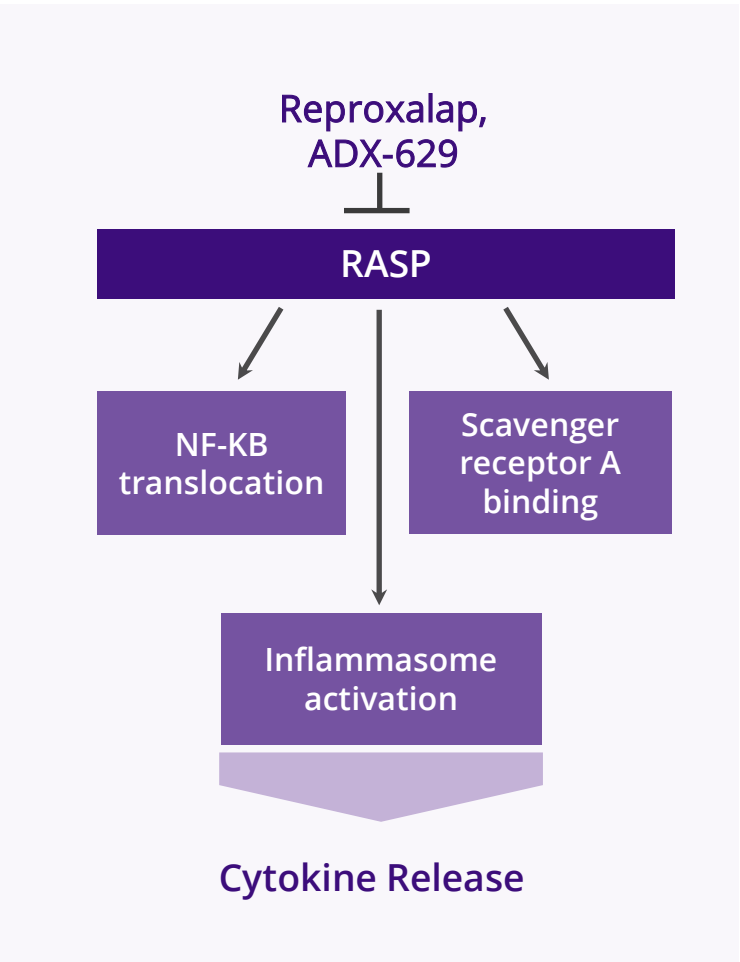 Reproxalap,
ADX-629
RASP
NF-KB
translocation
Scavenger
receptor A
binding
Inflammasome
activation
Cytokine Release